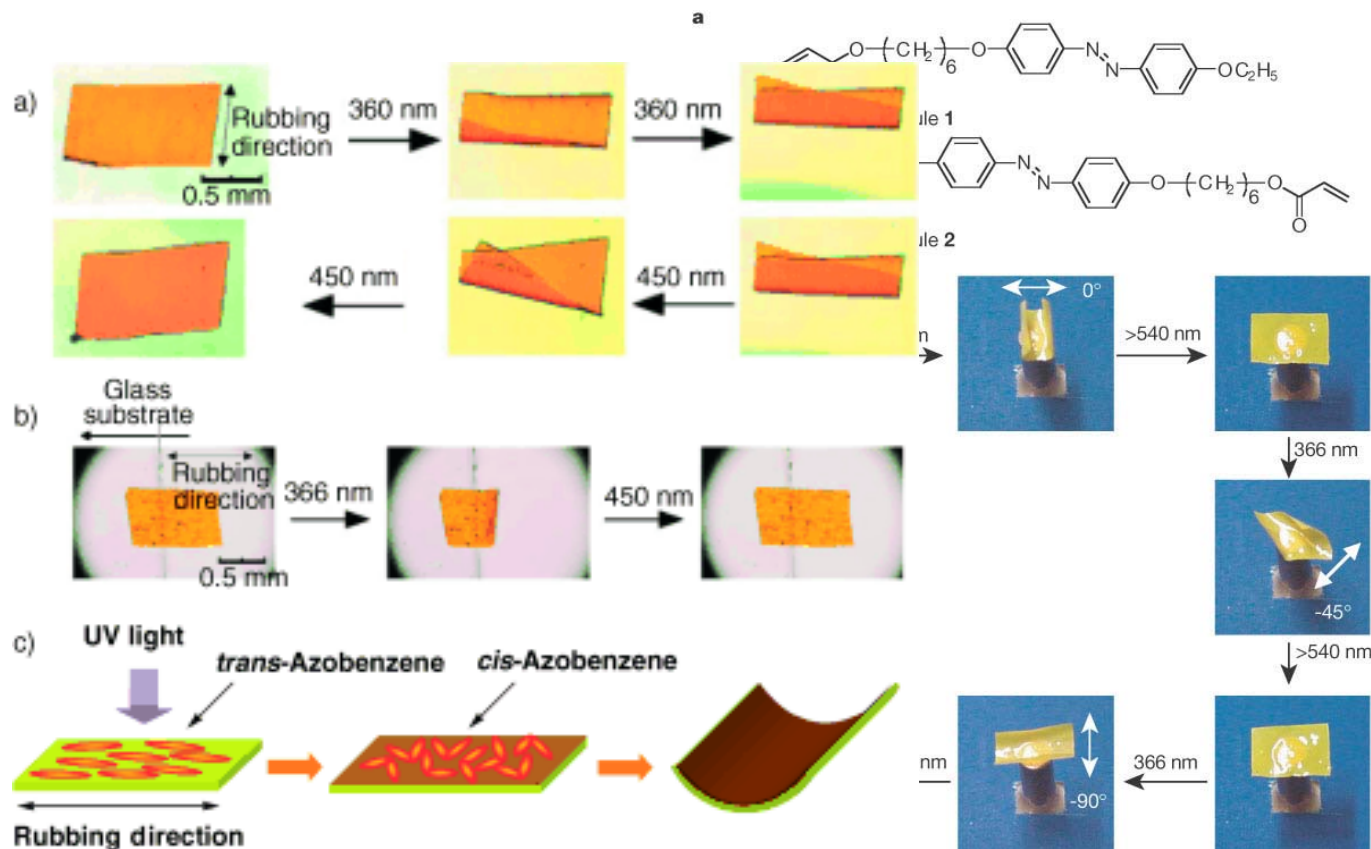 a
O-(CH₂)₆-O N=N OC₂H₅
a) Rubbing direction 360 nm 360 nm
0.5 mm
ule 1
N=N O-(CH₂)₆-O O
ule 2
450 nm 450 nm
0° >540 nm
b) Glass substrate
Rubbing direction 366 nm 450 nm
0.5 mm
366 nm
-45°
>540 nm
c) UV light trans-Azobenzene cis-Azobenzene
Rubbing direction
nm -90° 366 nm